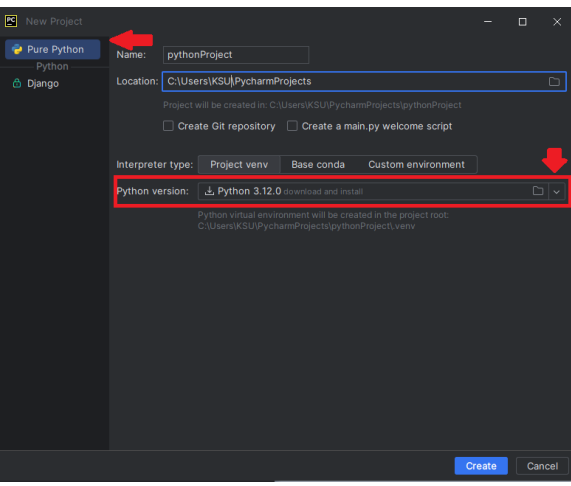 PC New Project
Pure Python
Python
Django
Name: pythonProject
Location: C:\Users\KSU\PycharmProjects
Project will be created in: C:\Users\KSU\PycharmProjects\pythonProject
Create Git repository Create a main.py welcome script
Interpreter type: Project venv Base conda Custom environment
Python version: Python 3.12.0 download and install
Python virtual environment will be created in the project root:
C:\Users\KSU\PycharmProjects\pythonProject\.venv
Create Cancel